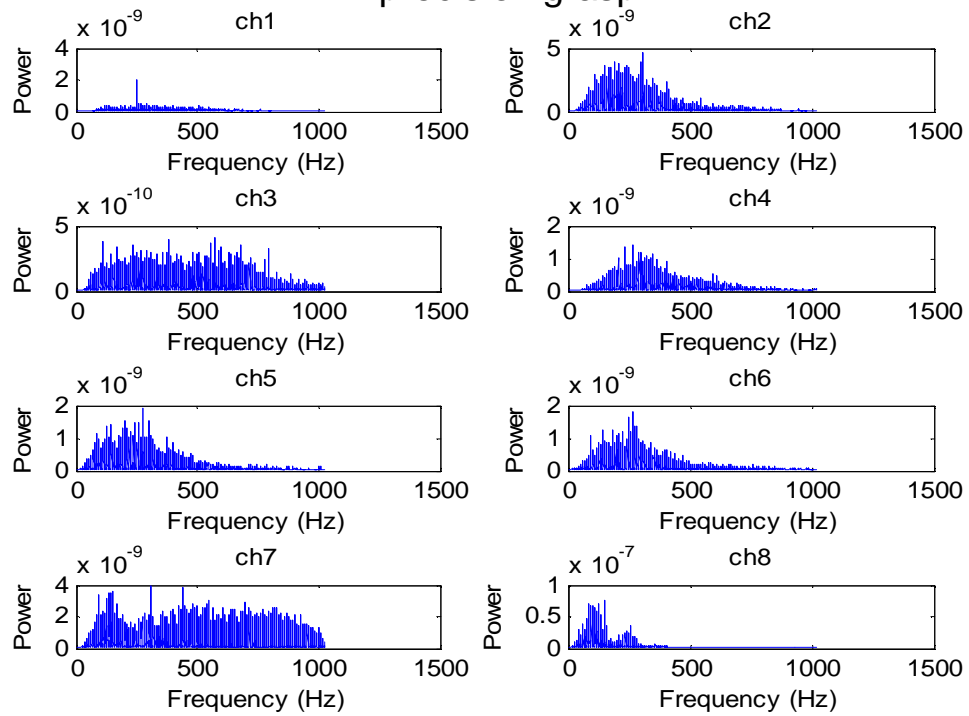 x 10^-9 ch1
4
2
0
Power
0 500 1000 1500
Frequency (Hz)
x 10^-9 ch2
5
0
Power
0 500 1000 1500
Frequency (Hz)
x 10^-10 ch3
5
0
Power
0 500 1000 1500
Frequency (Hz)
x 10^-9 ch4
2
1
0
Power
0 500 1000 1500
Frequency (Hz)
x 10^-9 ch5
2
1
0
Power
0 500 1000 1500
Frequency (Hz)
x 10^-9 ch6
2
1
0
Power
0 500 1000 1500
Frequency (Hz)
x 10^-9 ch7
4
2
0
Power
0 500 1000 1500
Frequency (Hz)
x 10^-7 ch8
1
0.5
0
Power
0 500 1000 1500
Frequency (Hz)